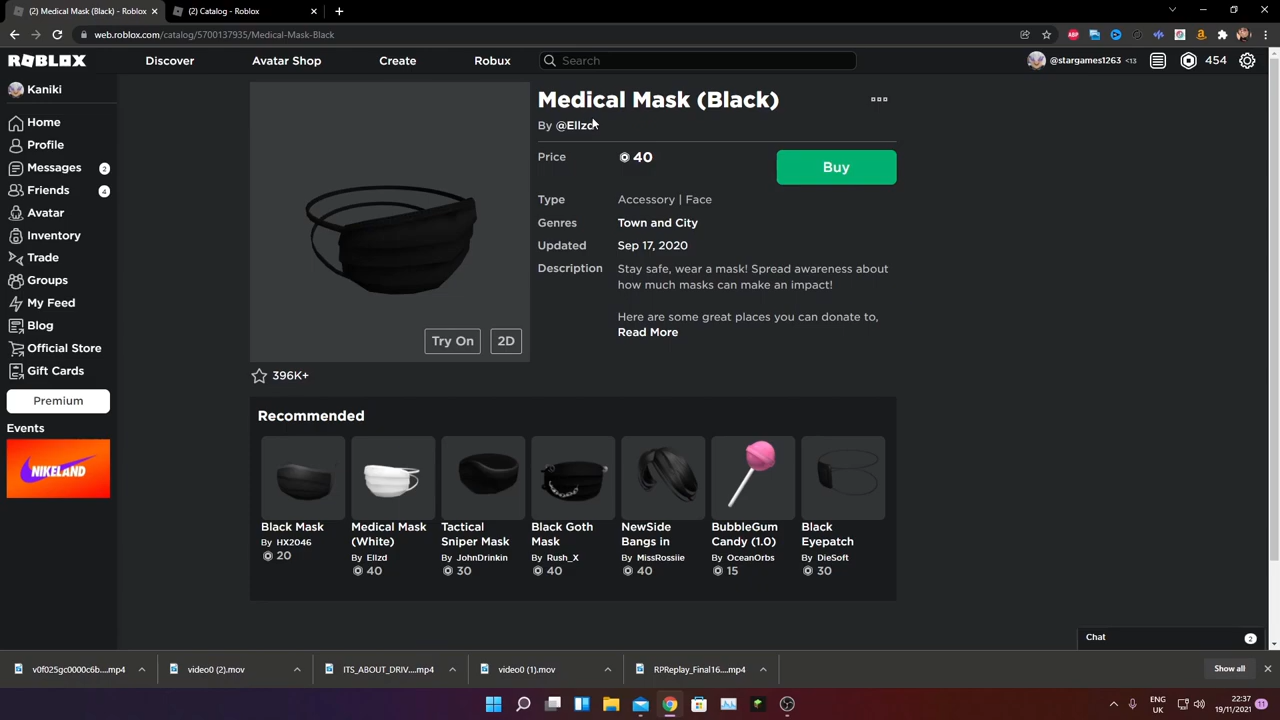 (2) Medical Mask (Black) - Roblox
(2) Catalog - Roblox
web.roblox.com/catalog/5700137935/Medical-Mask-Black
ROBLOX
Discover
Avatar Shop
Create
Robux
Search
@stargames1263 <13
454
Kaniki
Home
Profile
Messages 2
Friends 4
Avatar
Inventory
Trade
Groups
My Feed
Blog
Official Store
Gift Cards
Premium
Events
NIKELAND
Medical Mask (Black)
By @Ellzd
Price 40
Buy
Type Accessory | Face
Genres Town and City
Updated Sep 17, 2020
Description Stay safe, wear a mask! Spread awareness about
how much masks can make an impact!
Here are some great places you can donate to,
Read More
Try On
2D
396K+
Recommended
Black Mask
By HX2046
20
Medical Mask
(White)
By Ellzd
40
Tactical
Sniper Mask
By JohnDrinkin
30
Black Goth
Mask
By Rush_X
40
NewSide
Bangs in
By MissRossiie
40
BubbleGum
Candy (1.0)
By OceanOrbs
15
Black
Eyepatch
By DieSoft
30
Chat 2
v0f025gc0000c6b....mp4
video0 (2).mov
ITS_ABOUT_DRIV....mp4
video0 (1).mov
RPReplay_Final16....mp4
Show all
ENG
UK
22:37
19/11/2021
11